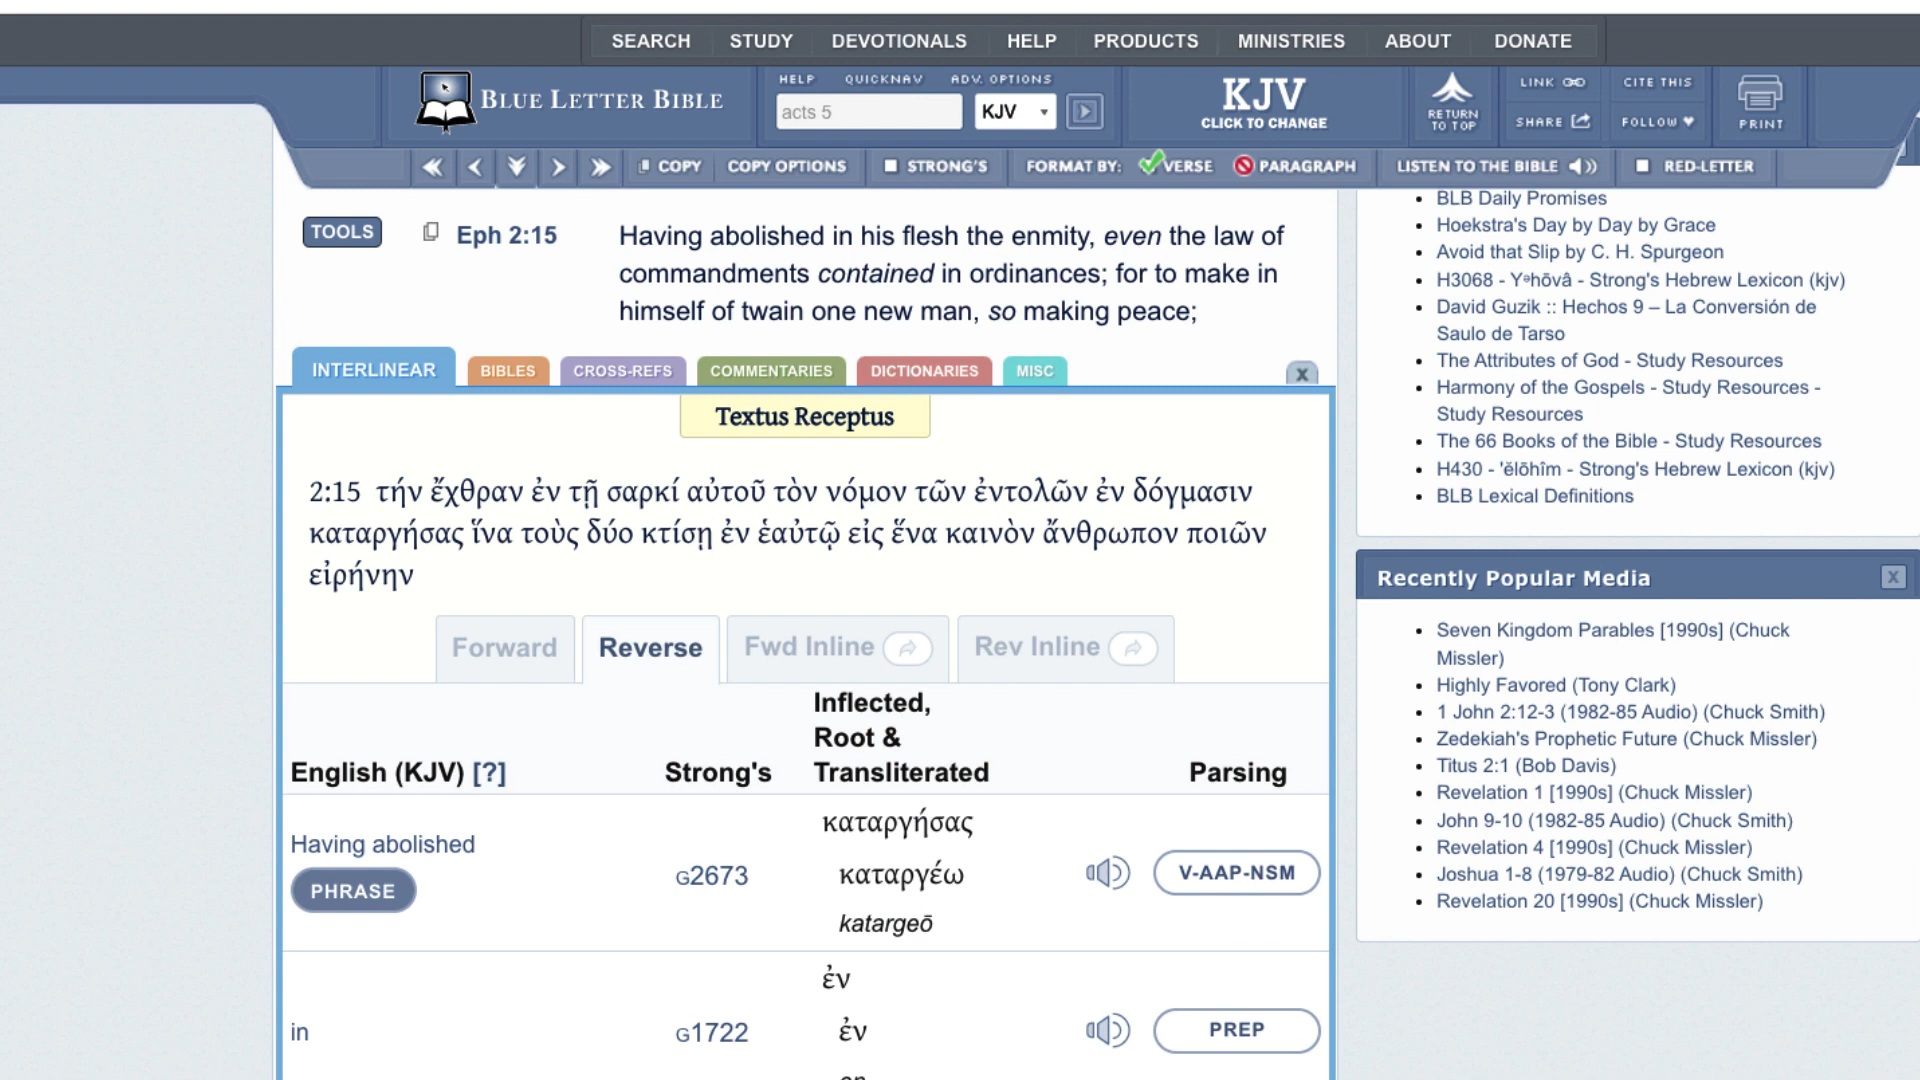 SEARCH STUDY DEVOTIONALS HELP PRODUCTS MINISTRIES ABOUT DONATE
BLUE LETTER BIBLE
HELP QUICKNAV ADV. OPTIONS
acts 5 KJV
KJV
CLICK TO CHANGE
RETURN
TO TOP
LINK
SHARE
CITE THIS
FOLLOW
PRINT
COPY COPY OPTIONS STRONG'S FORMAT BY: VERSE PARAGRAPH LISTEN TO THE BIBLE RED-LETTER
TOOLS Eph 2:15
Having abolished in his flesh the enmity, even the law of
commandments contained in ordinances; for to make in
himself of twain one new man, so making peace;
INTERLINEAR BIBLES CROSS-REFS COMMENTARIES DICTIONARIES MISC X
Textus Receptus
2:15 τήν ἔχθραν ἐν τῇ σαρκί αὐτοῦ τὸν νόμον τῶν ἐντολῶν ἐν δόγμασιν
καταργήσας ἵνα τοὺς δύο κτίσῃ ἐν ἑαὐτῷ εἰς ἕνα καινὸν ἄνθρωπον ποιῶν
εἰρήνην
Forward Reverse Fwd Inline Rev Inline
English (KJV) [?] Strong's Inflected,
Root &
Transliterated Parsing
Having abolished
PHRASE
G2673
καταργήσας
καταργέω
katargeō
V-AAP-NSM
in
G1722
ἐν
ἐν
en
PREP
BLB Daily Promises
Hoekstra's Day by Day by Grace
Avoid that Slip by C. H. Spurgeon
H3068 - Yᵊhōvâ - Strong's Hebrew Lexicon (kjv)
David Guzik :: Hechos 9 – La Conversión de
Saulo de Tarso
The Attributes of God - Study Resources
Harmony of the Gospels - Study Resources -
Study Resources
The 66 Books of the Bible - Study Resources
H430 - 'ĕlōhîm - Strong's Hebrew Lexicon (kjv)
BLB Lexical Definitions
Recently Popular Media X
Seven Kingdom Parables [1990s] (Chuck
Missler)
Highly Favored (Tony Clark)
1 John 2:12-3 (1982-85 Audio) (Chuck Smith)
Zedekiah's Prophetic Future (Chuck Missler)
Titus 2:1 (Bob Davis)
Revelation 1 [1990s] (Chuck Missler)
John 9-10 (1982-85 Audio) (Chuck Smith)
Revelation 4 [1990s] (Chuck Missler)
Joshua 1-8 (1979-82 Audio) (Chuck Smith)
Revelation 20 [1990s] (Chuck Missler)